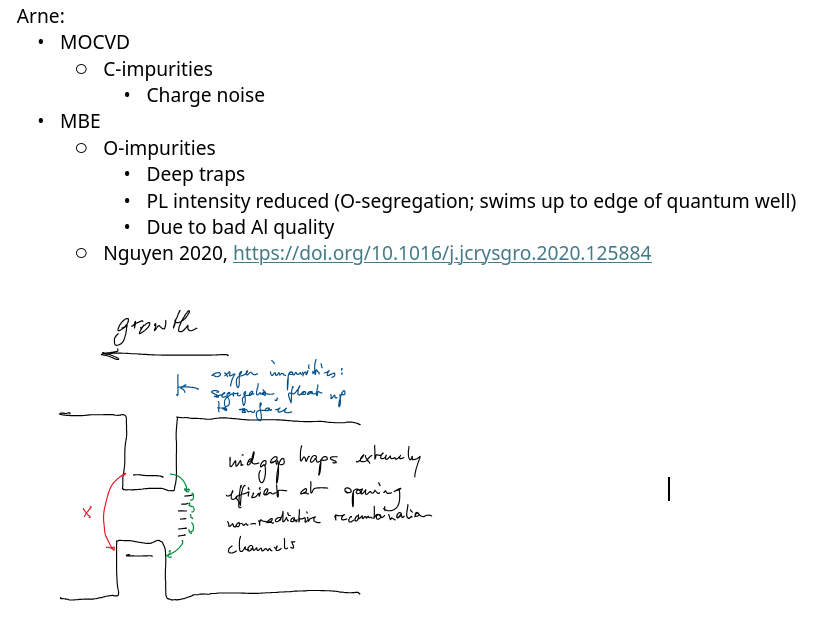 Arne:
• MOCVD
○ C-impurities
• Charge noise
• MBE
○ O-impurities
• Deep traps
• PL intensity reduced (O-segregation; swims up to edge of quantum well)
• Due to bad Al quality
○ Nguyen 2020, https://doi.org/10.1016/j.jcrysgro.2020.125884
growth
oxygen impurities:
segregation, float up
to surface
midgap traps extremely
efficient at opening
non-radiative recombination
channels
x